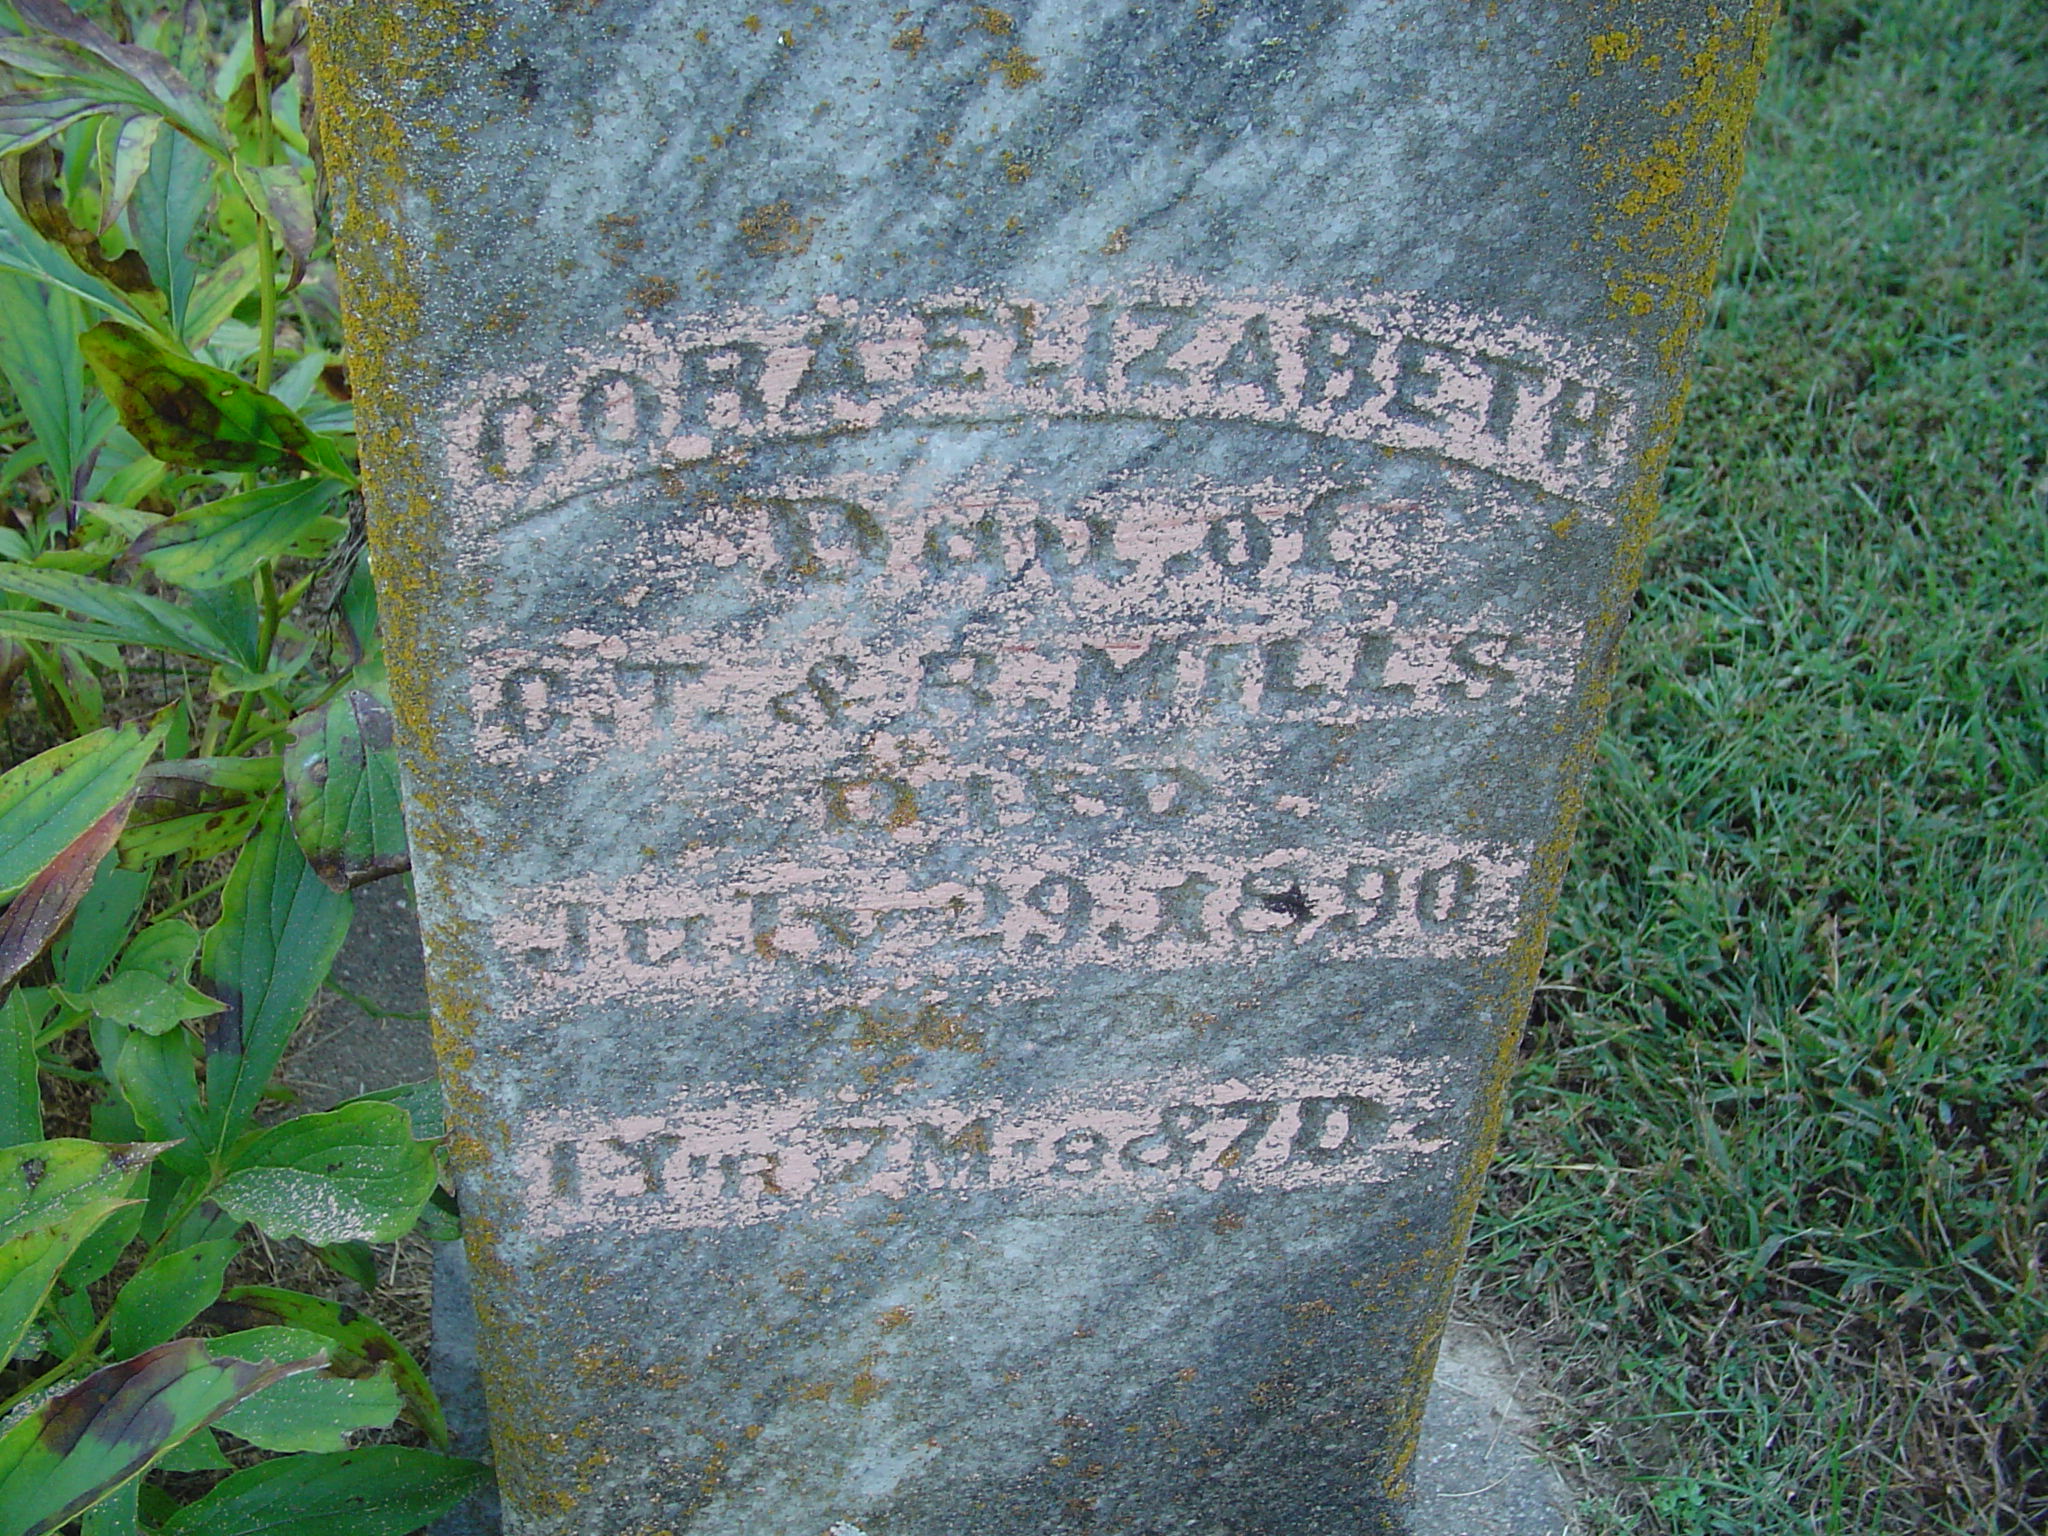 CORA ELIZABETH
DAU. OF
O.T. & K. MILLS
DIED
JULY 29, 1890
1 YR. 7 MS. & 7 D.